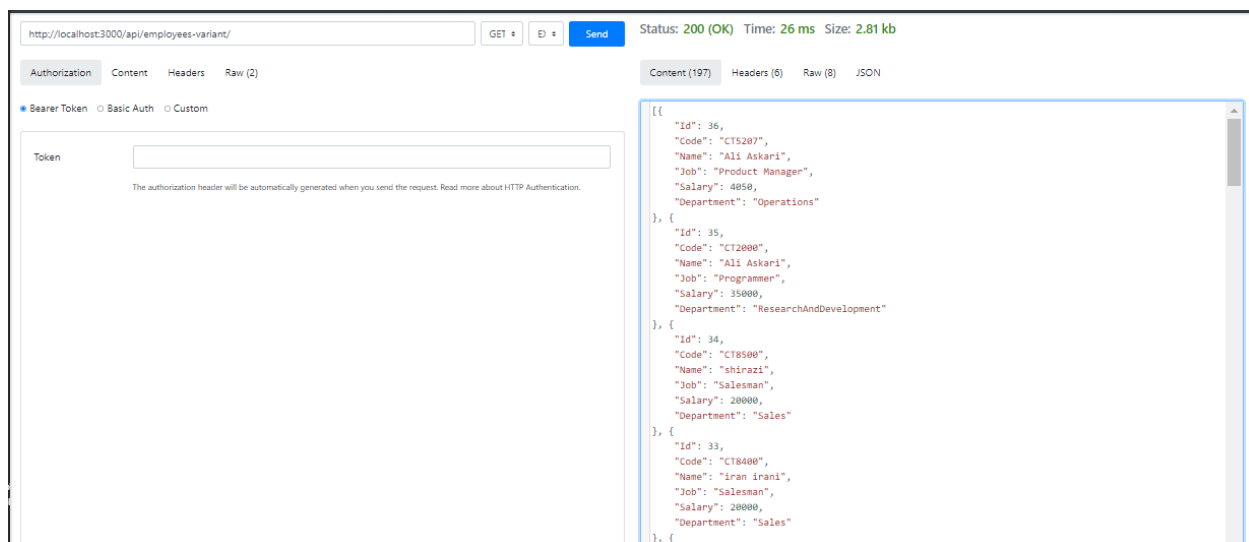 http://localhost:3000/api/employees-variant/
GET
Send
Status: 200 (OK) Time: 26 ms Size: 2.81 kb
Authorization Content Headers Raw (2)
Content (197) Headers (6) Raw (8) JSON
Bearer Token Basic Auth Custom
Token
The authorization header will be automatically generated when you send the request. Read more about HTTP Authentication.
[{
"Id": 36,
"Code": "CT5207",
"Name": "Ali Askari",
"Job": "Product Manager",
"Salary": 4050,
"Department": "Operations"
}, {
"Id": 35,
"Code": "CT2000",
"Name": "Ali Askari",
"Job": "Programmer",
"Salary": 35000,
"Department": "ResearchAndDevelopment"
}, {
"Id": 34,
"Code": "CT8500",
"Name": "shirazi",
"Job": "Salesman",
"Salary": 20000,
"Department": "Sales"
}, {
"Id": 33,
"Code": "CT8400",
"Name": "iran irani",
"Job": "Salesman",
"Salary": 20000,
"Department": "Sales"
}, {